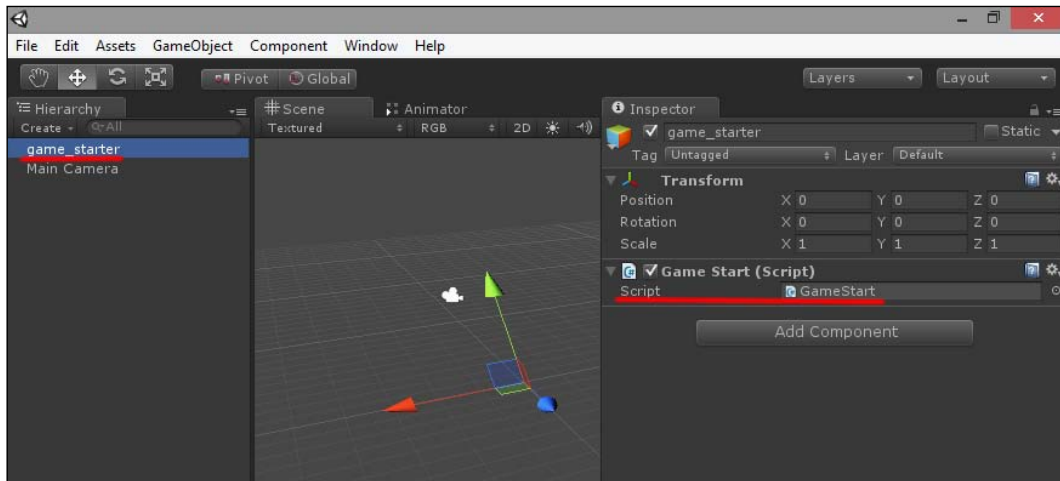 File Edit Assets GameObject Component Window Help
Pivot Global Layers Layout
Hierarchy
Create All
game_starter
Main Camera
Scene Animator
Textured RGB 2D
Inspector
game_starter Static
Tag Untagged Layer Default
Transform
Position X 0 Y 0 Z 0
Rotation X 0 Y 0 Z 0
Scale X 1 Y 1 Z 1
Game Start (Script)
Script GameStart
Add Component